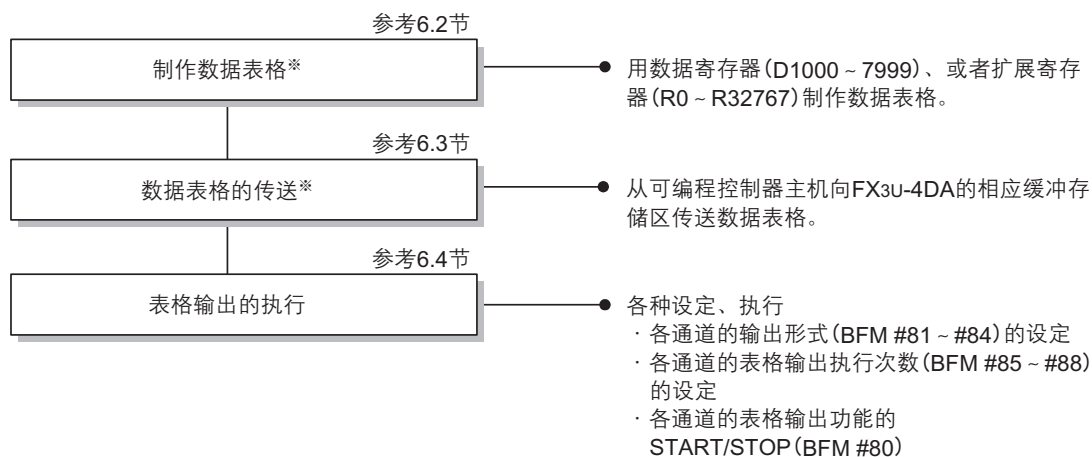 参考6.2节
制作数据表格※
用数据寄存器(D1000~7999)、或者扩展寄存
器(R0~R32767)制作数据表格。
参考6.3节
数据表格的传送※
从可编程控制器主机向FX3U-4DA的相应缓冲存
储区传送数据表格。
参考6.4节
表格输出的执行
各种设定、执行
·各通道的输出形式(BFM #81~#84)的设定
·各通道的表格输出执行次数(BFM #85~#88)
的设定
·各通道的表格输出功能的
START/STOP(BFM #80)